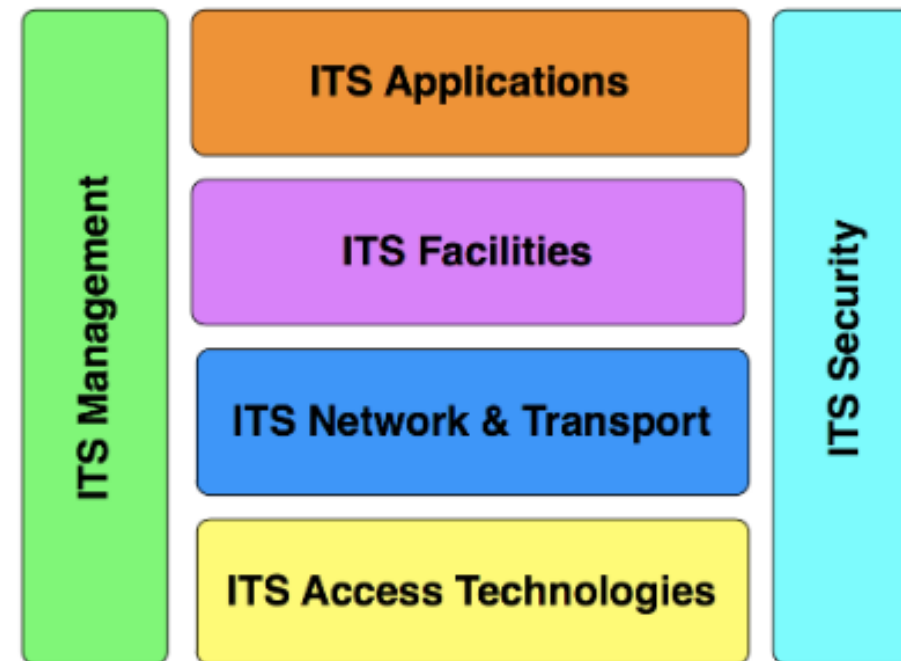 ITS Management
ITS Applications
ITS Facilities
ITS Network & Transport
ITS Access Technologies
ITS Security